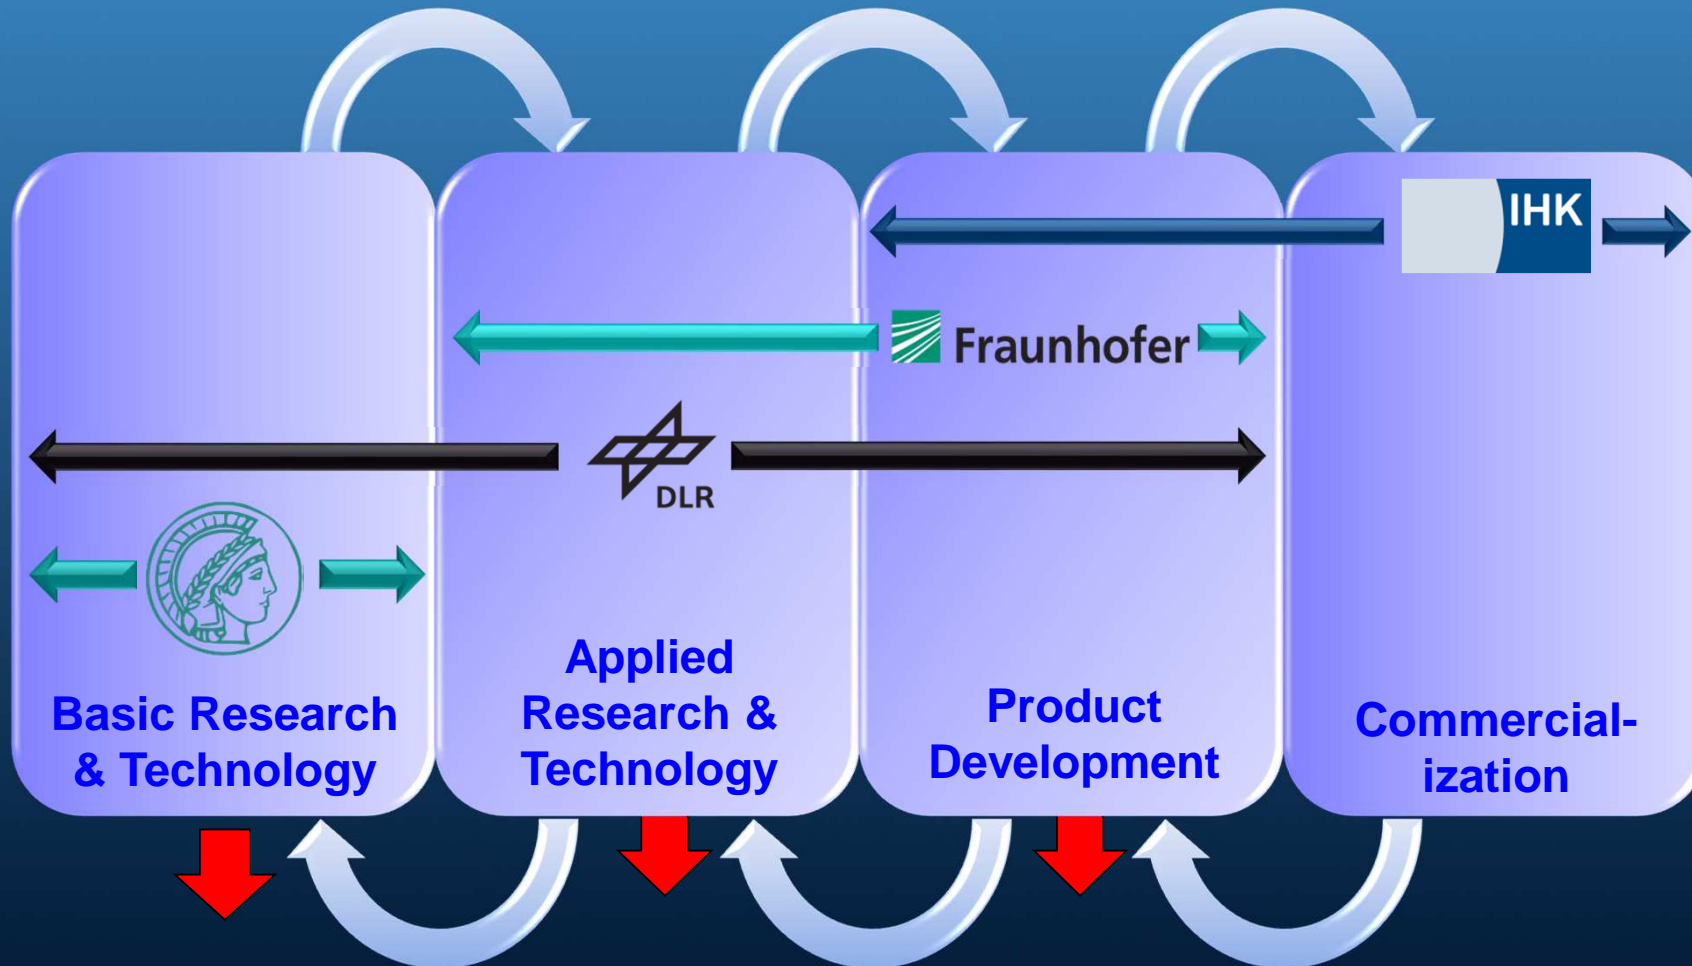 IHK
Fraunhofer
DLR
Basic Research
& Technology
Applied
Research &
Technology
Product
Development
Commercial-
ization